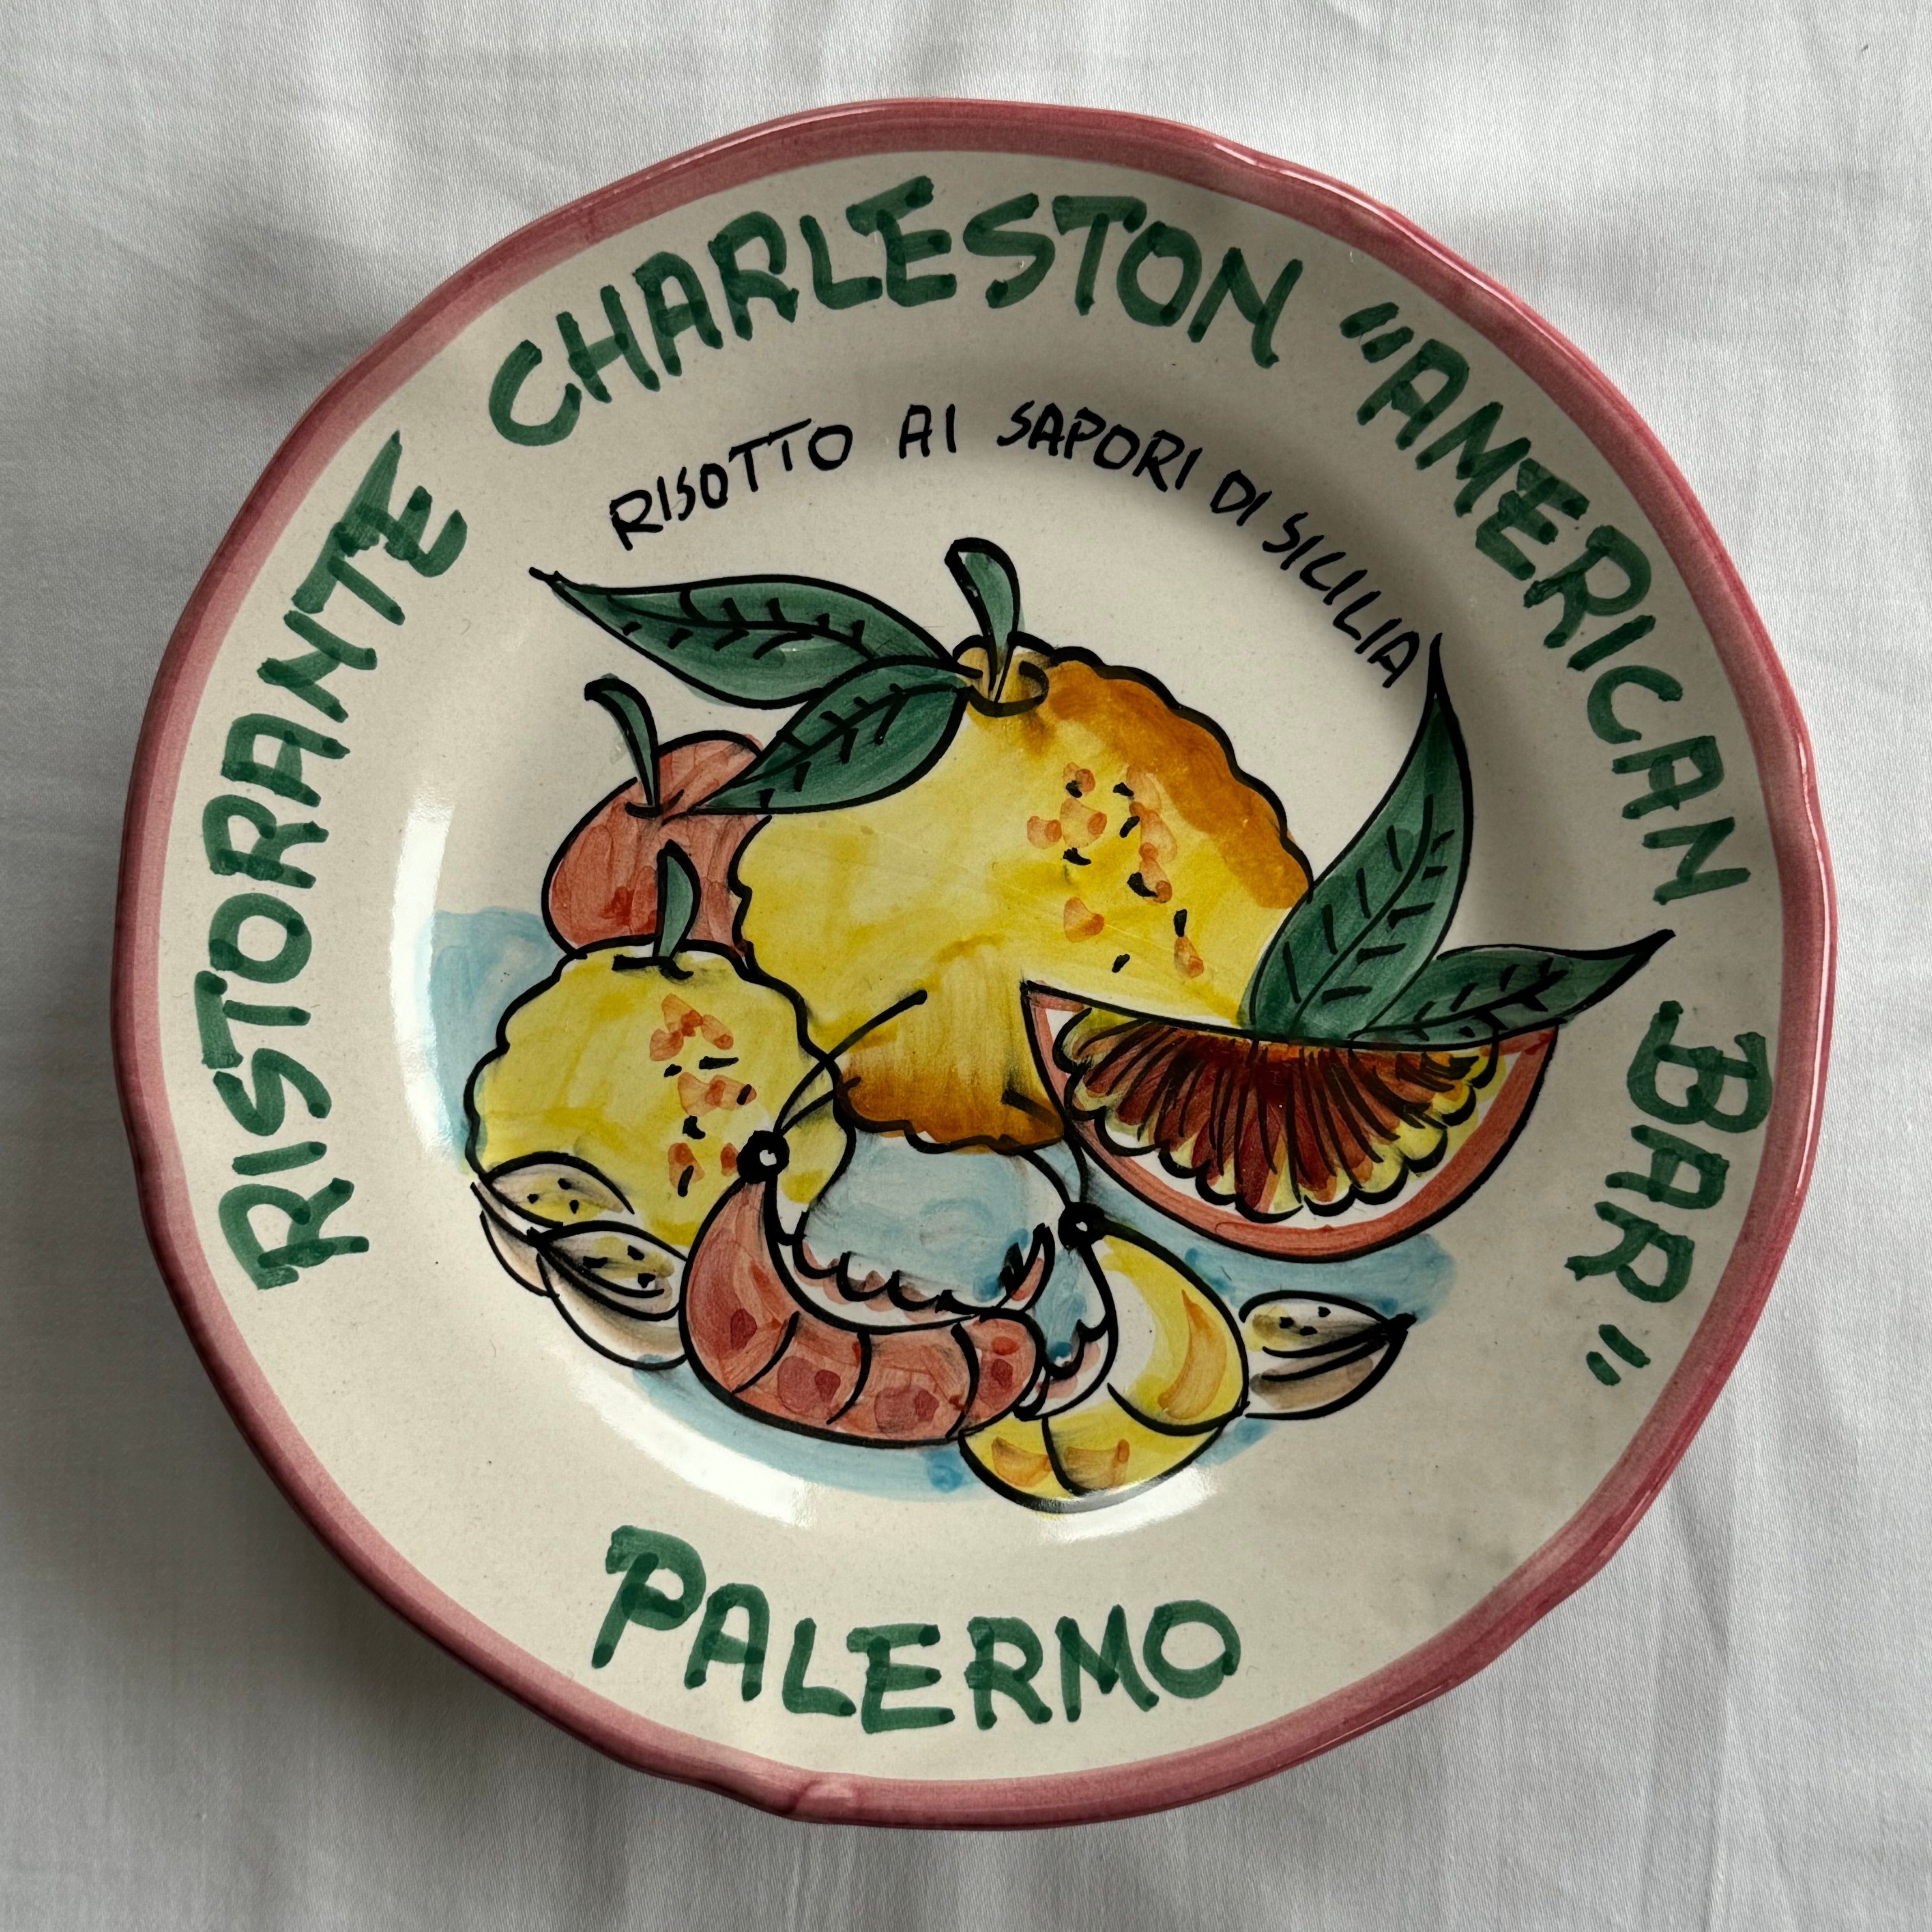 RISTORANTE CHARLESTON "AMERICAN BAR"
RISOTTO AI SAPORI DI SICILIA
PALERMO